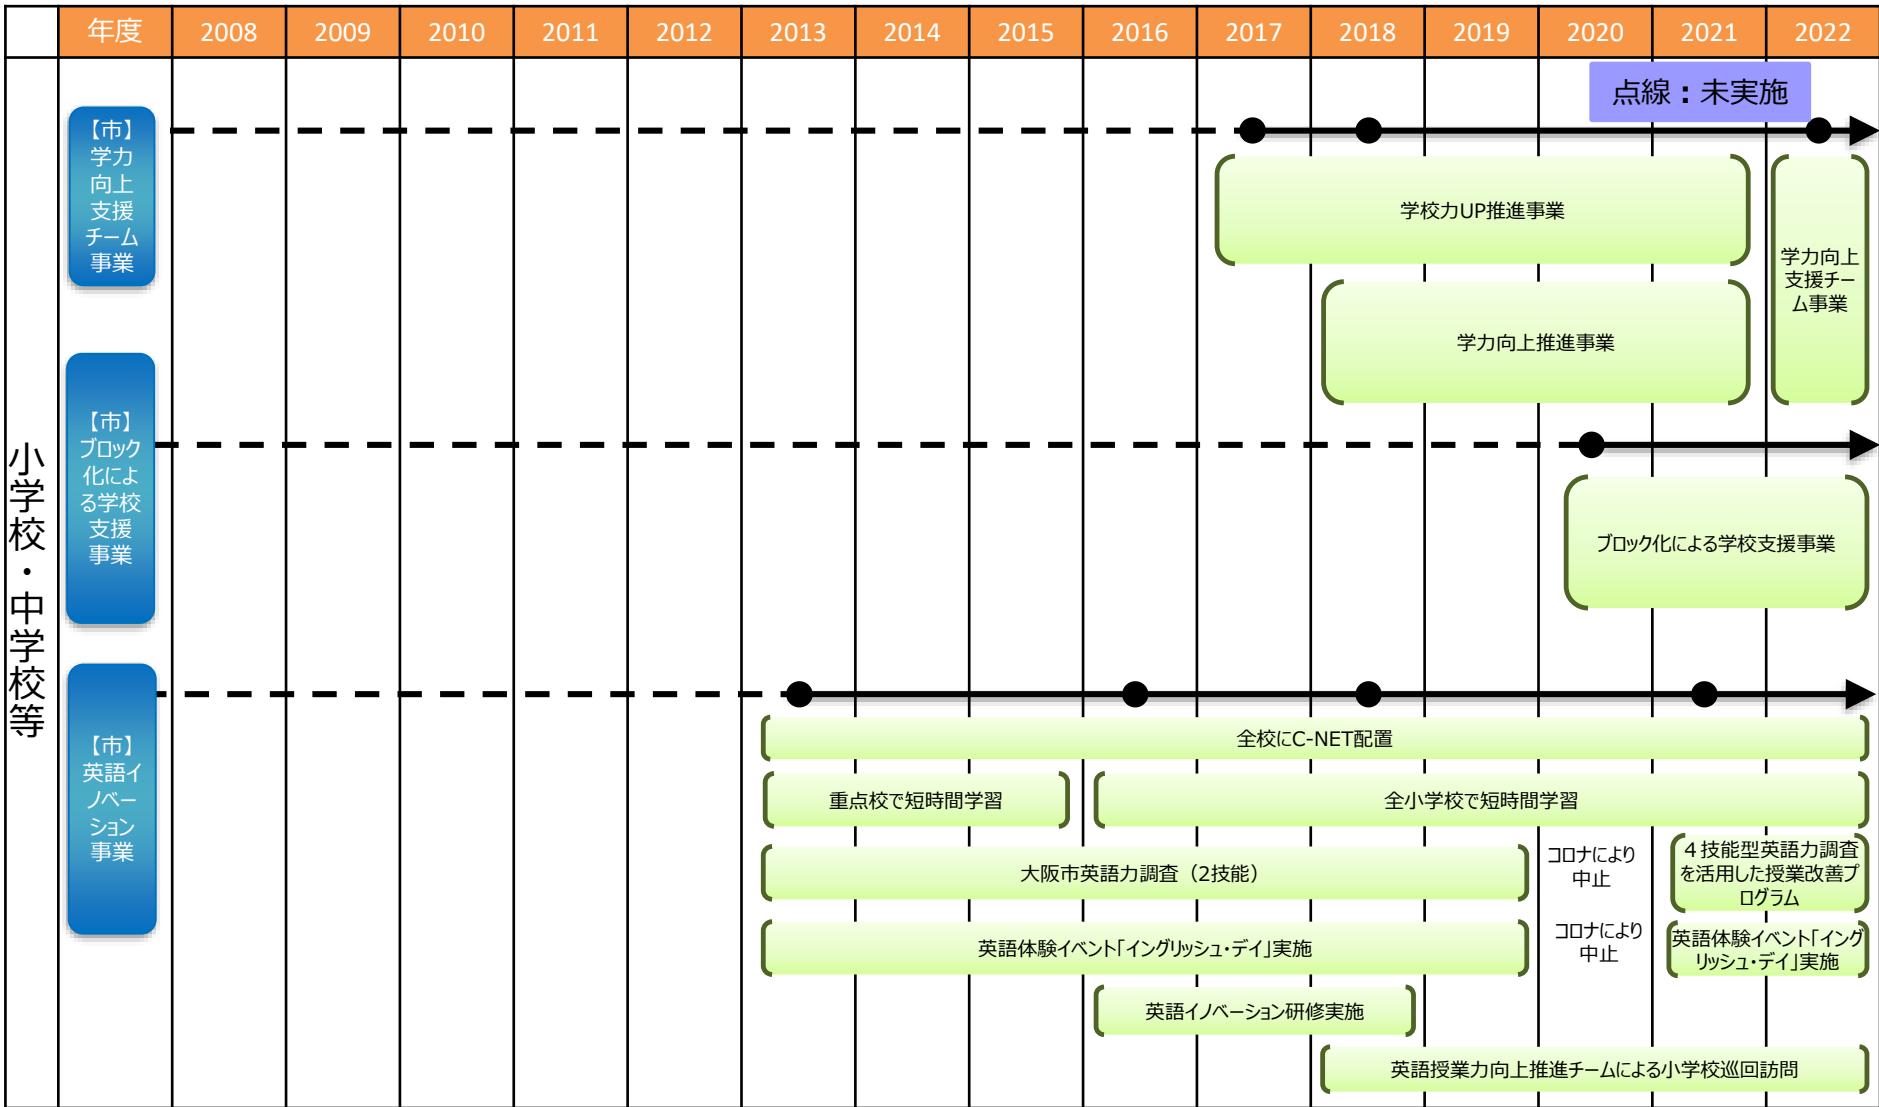 年度 2008 2009 2010 2011 2012 2013 2014 2015 2016 2017 2018 2019 2020 2021 2022
点線：未実施
小学校・中学校等
【市】
学力
向上
支援
チーム
事業
学校力UP推進事業
学力向上推進事業
学力向上
支援チー
ム事業
【市】
ブロック
化によ
る学校
支援
事業
ブロック化による学校支援事業
【市】
英語イ
ノベー
ション
事業
全校にC-NET配置
重点校で短時間学習
全小学校で短時間学習
大阪市英語力調査（2技能）
コロナにより
中止
４技能型英語力調査
を活用した授業改善プ
ログラム
英語体験イベント「イングリッシュ・デイ」実施
コロナにより
中止
英語体験イベント「イング
リッシュ・デイ」実施
英語イノベーション研修実施
英語授業力向上推進チームによる小学校巡回訪問